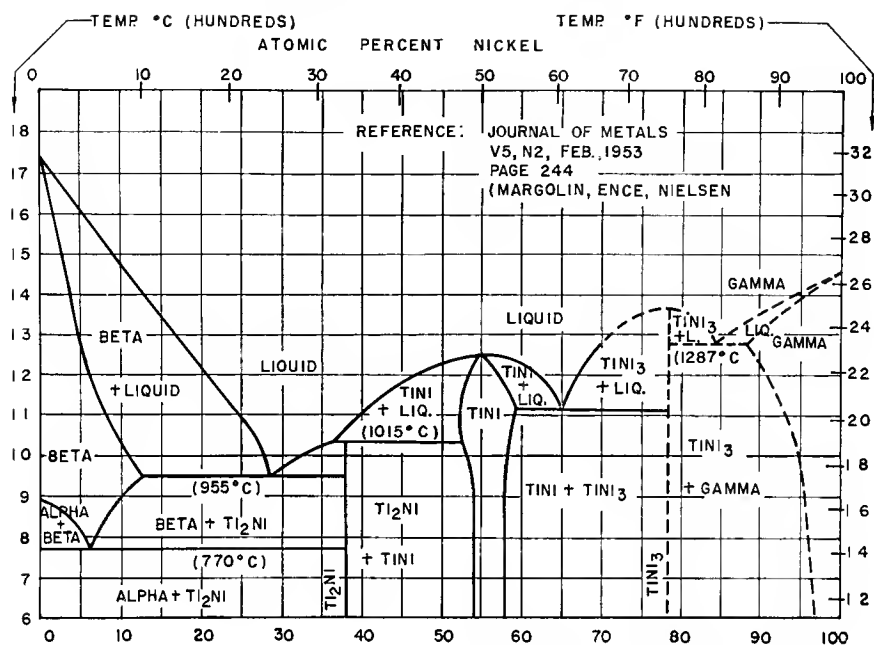 TEMP. °C (HUNDREDS)
TEMP. °F (HUNDREDS)
ATOMIC PERCENT NICKEL
0 10 20 30 40 50 60 70 80 90 100
18
17
16
15
14
13
12
11
10
9
8
7
6
32
30
28
26
24
22
20
18
16
14
12
REFERENCE: JOURNAL OF METALS
V5, N2, FEB., 1953
PAGE 244
(MARGOLIN, ENCE, NIELSEN
GAMMA
LIQUID
TINI3
+L.
LIQ.
GAMMA
(1287°C)
BETA
+ LIQUID
LIQUID
TINI
+ LIQ.
(1015°C)
TINI
+
LIQ.
TINI3
+ LIQ.
TINI
BETA
(955°C)
TINI3
+ GAMMA
TINI + TINI3
ALPHA
+
BETA
BETA + TI2NI
TI2NI
+ TINI
(770°C)
ALPHA + TI2NI
TI2NI
TINI3
0 10 20 30 40 50 60 70 80 90 100